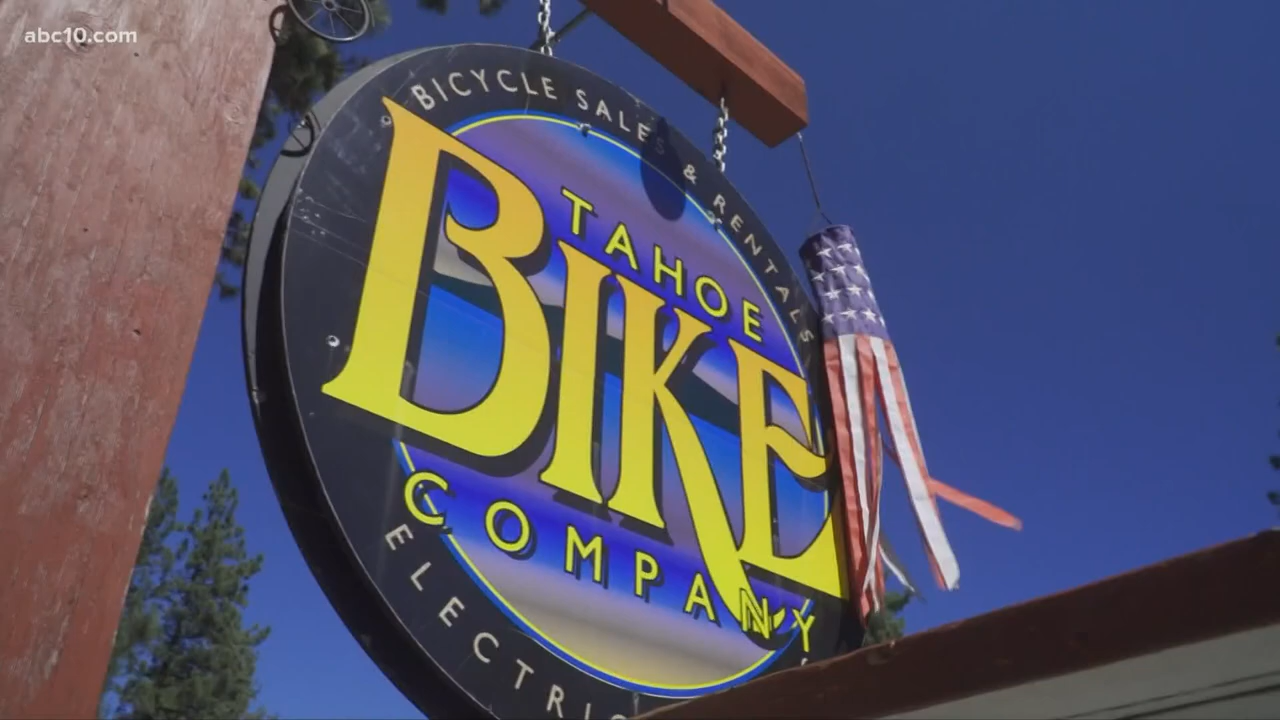 abc10.com
BICYCLE SALES & RENTALS
TAHOE
BIKE
COMPANY
ELECTRIC